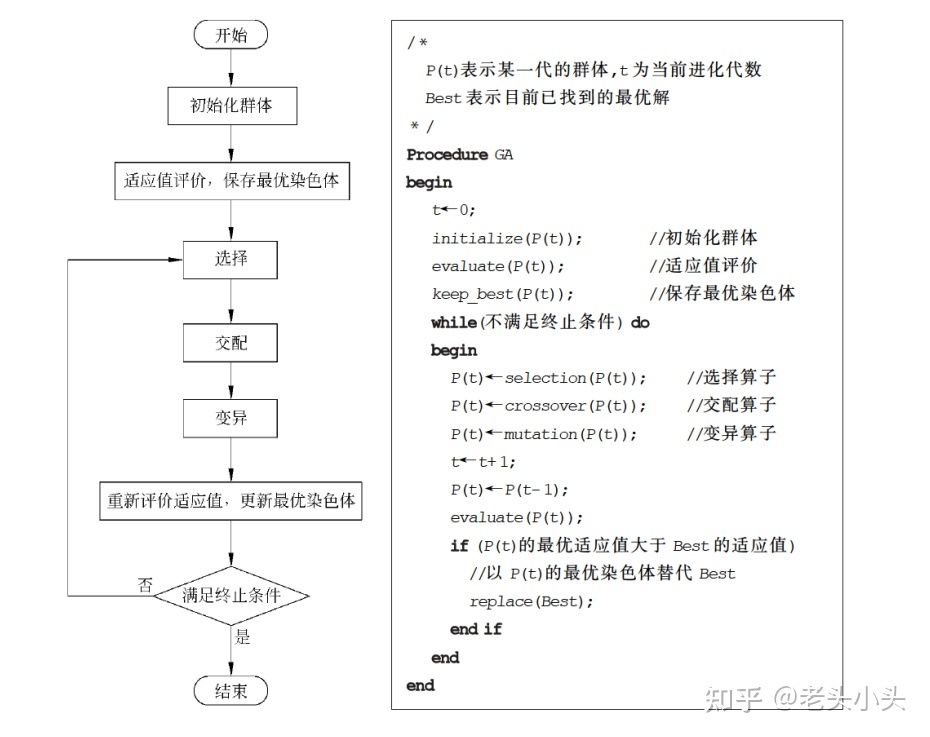 开始
初始化群体
适应值评价，保存最优染色体
选择
交配
变异
重新评价适应值，更新最优染色体
否
满足终止条件
是
结束
/*
P(t)表示某一代的群体,t为当前进化代数
Best表示目前已找到的最优解
*/
Procedure GA
begin
t←0;
initialize(P(t)); //初始化群体
evaluate(P(t)); //适应值评价
keep_best(P(t)); //保存最优染色体
while(不满足终止条件) do
begin
P(t)←selection(P(t)); //选择算子
P(t)←crossover(P(t)); //交配算子
P(t)←mutation(P(t)); //变异算子
t←t+1;
P(t)←P(t-1);
evaluate(P(t));
if (P(t)的最优适应值大于 Best的适应值)
//以 P(t)的最优染色体替代 Best
replace(Best);
end if
end
end
知乎 @老头小头